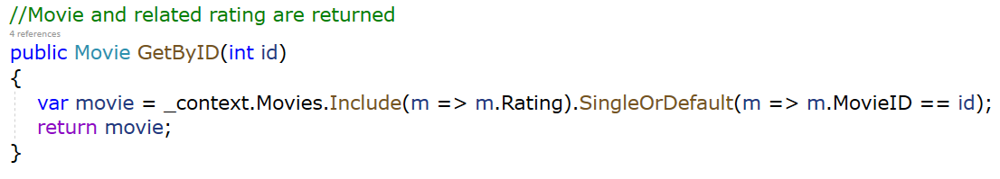 //Movie and related rating are returned
4 references
public Movie GetByID(int id)
{
var movie = _context.Movies.Include(m => m.Rating).SingleOrDefault(m => m.MovieID == id);
return movie;
}